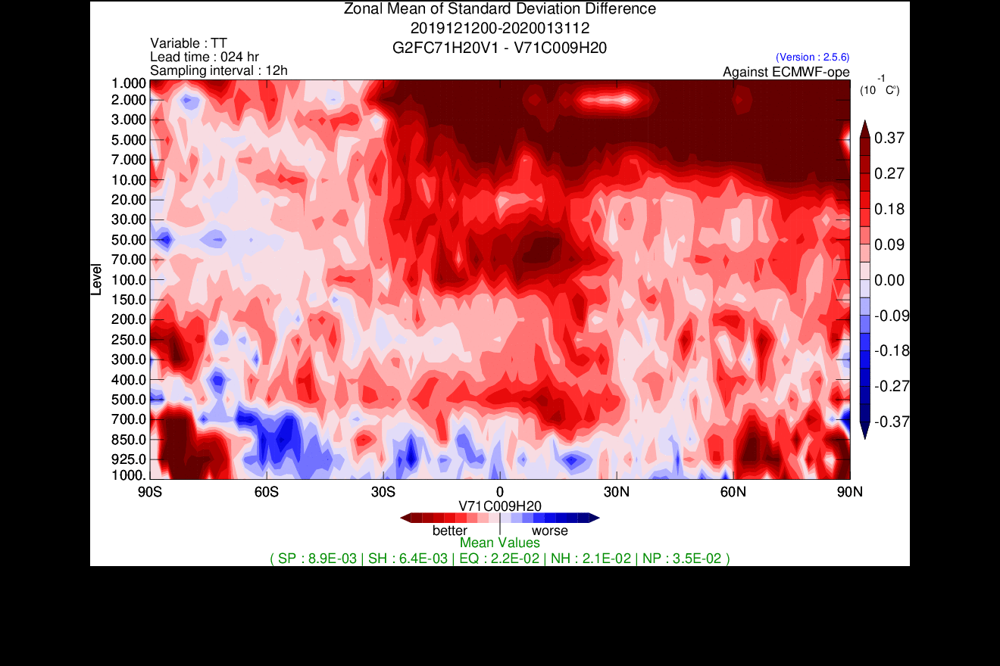 Zonal Mean of Standard Deviation Difference
2019121200-2020013112
G2FC71H20V1 - V71C009H20
Variable : TT
Lead time : 024 hr
Sampling interval : 12h
(Version : 2.5.6)
Against ECMWF-ope
(10 -1 C°)
Level
1.000
2.000
3.000
5.000
7.000
10.00
20.00
30.00
50.00
70.00
100.0
150.0
200.0
250.0
300.0
400.0
500.0
700.0
850.0
925.0
1000.
0.37
0.27
0.18
0.09
0.00
-0.09
-0.18
-0.27
-0.37
90S 60S 30S 0 30N 60N 90N
V71C009H20
better worse
Mean Values
( SP : 8.9E-03 | SH : 6.4E-03 | EQ : 2.2E-02 | NH : 2.1E-02 | NP : 3.5E-02 )